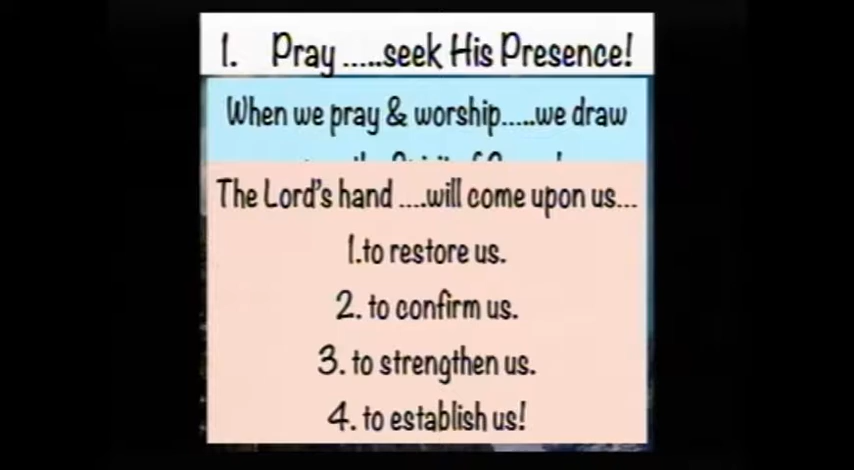 1. Pray .....seek His Presence!
When we pray & worship.....we draw
The Lord's hand ....will come upon us...
1.to restore us.
2. to confirm us.
3. to strengthen us.
4. to establish us!